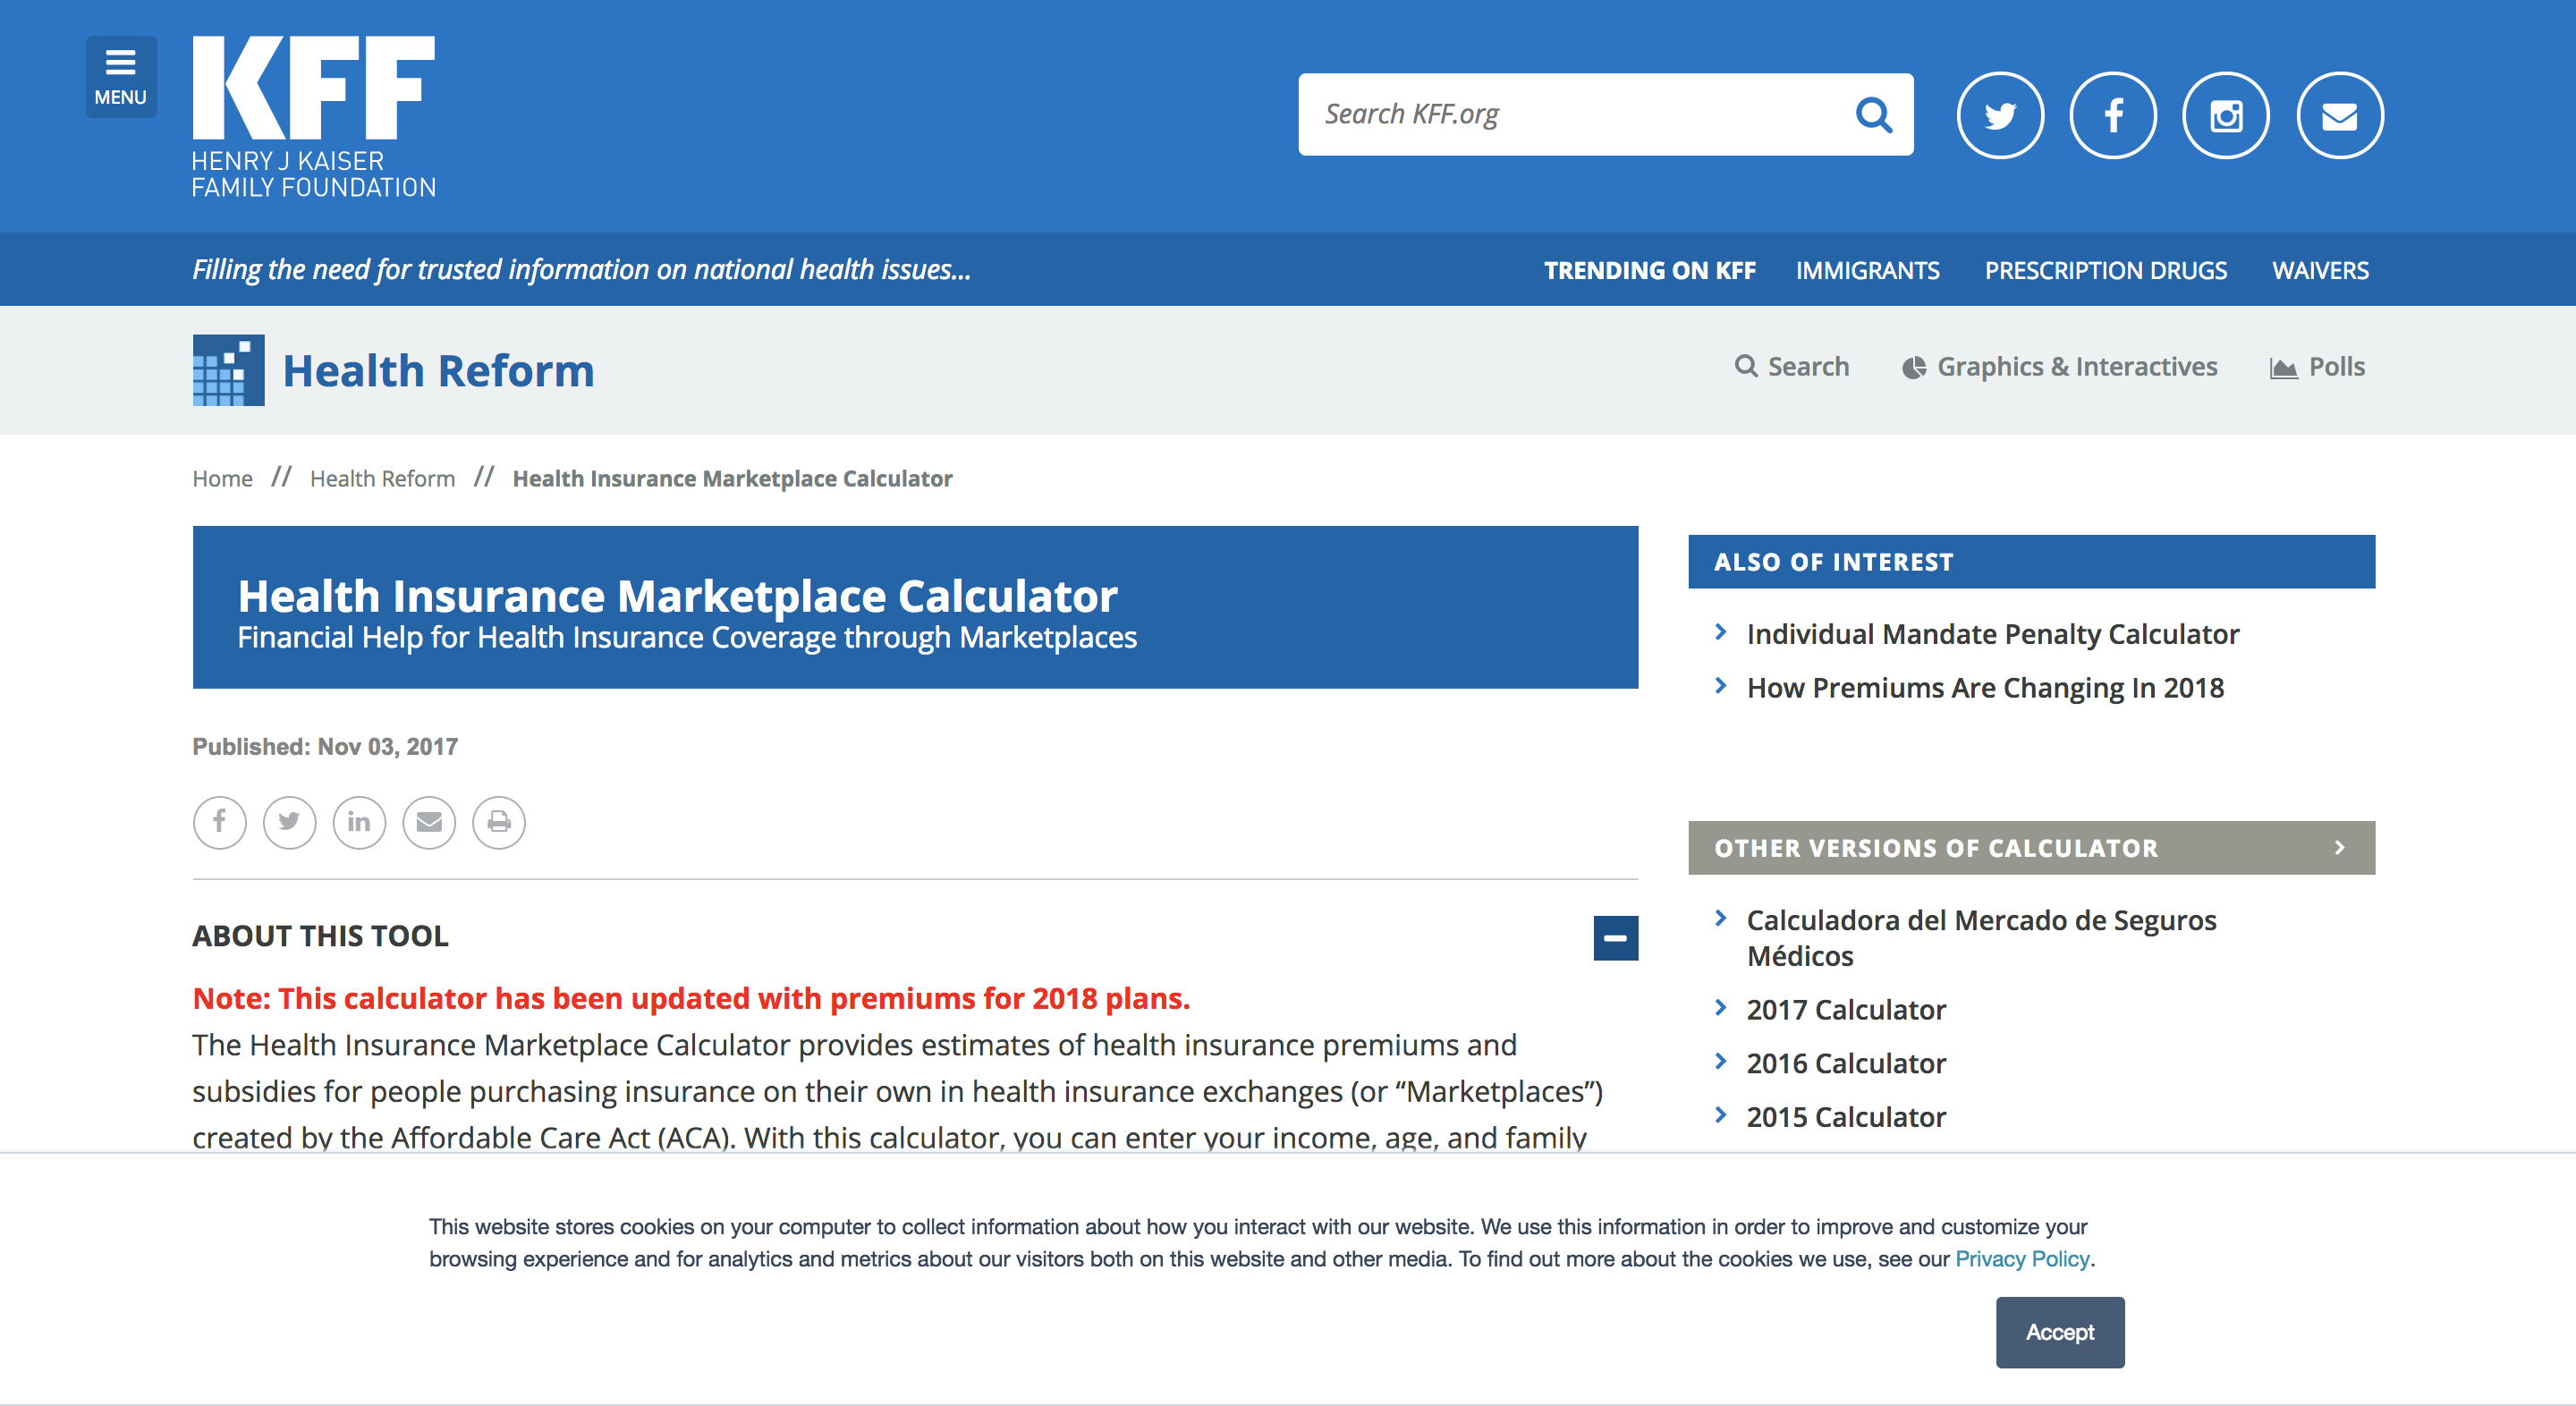 MENU
KFF
HENRY J KAISER
FAMILY FOUNDATION
Search KFF.org
Filling the need for trusted information on national health issues...
TRENDING ON KFF IMMIGRANTS PRESCRIPTION DRUGS WAIVERS
Health Reform
Search Graphics & Interactives Polls
Home // Health Reform // Health Insurance Marketplace Calculator
Health Insurance Marketplace Calculator
Financial Help for Health Insurance Coverage through Marketplaces
Published: Nov 03, 2017
ABOUT THIS TOOL
Note: This calculator has been updated with premiums for 2018 plans.
The Health Insurance Marketplace Calculator provides estimates of health insurance premiums and
subsidies for people purchasing insurance on their own in health insurance exchanges (or “Marketplaces”)
created by the Affordable Care Act (ACA). With this calculator, you can enter your income, age, and family
ALSO OF INTEREST
Individual Mandate Penalty Calculator
How Premiums Are Changing In 2018
OTHER VERSIONS OF CALCULATOR
Calculadora del Mercado de Seguros
Médicos
2017 Calculator
2016 Calculator
2015 Calculator
This website stores cookies on your computer to collect information about how you interact with our website. We use this information in order to improve and customize your
browsing experience and for analytics and metrics about our visitors both on this website and other media. To find out more about the cookies we use, see our Privacy Policy.
Accept